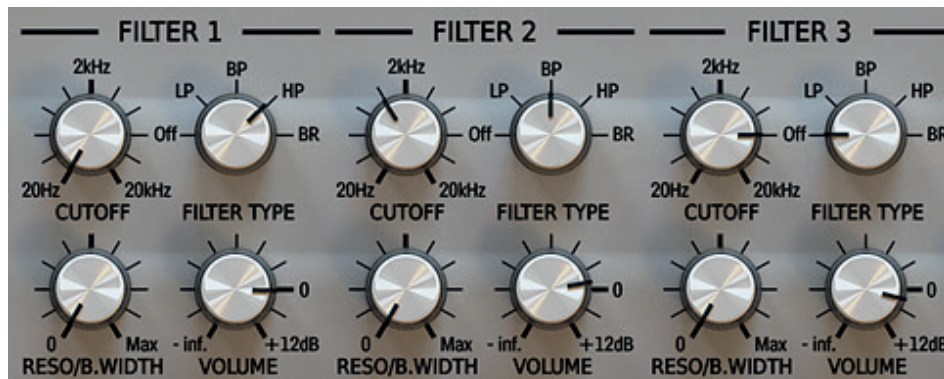 FILTER 1 FILTER 2 FILTER 3
2kHz BP 2kHz BP 2kHz BP
LP HP LP HP LP HP
Off BR Off BR Off BR
20Hz 20kHz 20Hz 20kHz 20Hz 20kHz
CUTOFF FILTER TYPE CUTOFF FILTER TYPE CUTOFF FILTER TYPE
0 0 0
0 Max - inf. +12dB 0 Max - inf. +12dB 0 Max - inf. +12dB
RESO/B.WIDTH VOLUME RESO/B.WIDTH VOLUME RESO/B.WIDTH VOLUME